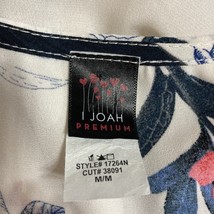 I JOAH
PREMIUM
STYLE# 17264N
CUT# 38091
M/M